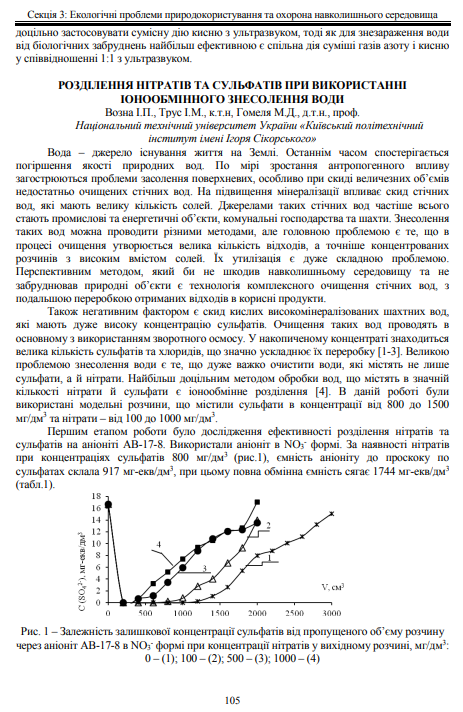 Секція 3: Екологічні проблеми природокористування та охорона навколишнього середовища
доцільно застосовувати сумісну дію кисню з ультразвуком, тоді як для знезараження води
від біологічних забруднень найбільш ефективною є спільна дія суміші газів азоту і кисню
у співвідношенні 1:1 з ультразвуком.
РОЗДІЛЕННЯ НІТРАТІВ ТА СУЛЬФАТІВ ПРИ ВИКОРИСТАННІ
ІОНООБМІННОГО ЗНЕСОЛЕННЯ ВОДИ
Возна І.П., Трус І.М., к.т.н, Гомеля М.Д., д.т.н., проф.
Національний технічний університет України «Київський політехнічний
інститут імені Ігоря Сікорського»
Вода – джерело існування життя на Землі. Останнім часом спостерігається
погіршення якості природних вод. По мірі зростання антропогенного впливу
загострюються проблеми засолення поверхневих, особливо при скиді величезних об'ємів
недостатньо очищених стічних вод. На підвищення мінералізації впливає скид стічних
вод, які мають велику кількість солей. Джерелами таких стічних вод частіше всього
стають промислові та енергетичні об'єкти, комунальні господарства та шахти. Знесолення
таких вод можна проводити різними методами, але головною проблемою є те, що в
процесі очищення утворюється велика кількість відходів, а точніше концентрованих
розчинів з високим вмістом солей. Їх утилізація є дуже складною проблемою.
Перспективним методом, який би не шкодив навколишньому середовищу та не
забруднював природні об'єкти є технологія комплексного очищення стічних вод, з
подальшою переробкою отриманих відходів в корисні продукти.
Також негативним фактором є скид кислих високомінералізованих шахтних вод,
які мають дуже високу концентрацію сульфатів. Очищення таких вод проводять в
основному з використанням зворотного осмосу. У накопиченому концентраті знаходиться
велика кількість сульфатів та хлоридів, що значно ускладнює їх переробку [1-3]. Великою
проблемою знесолення води є те, що дуже важко очистити води, які містять не лише
сульфати, а й нітрати. Найбільш доцільним методом обробки вод, що містять в значній
кількості нітрати й сульфати є іонообмінне розділення [4]. В даній роботі були
використані модельні розчини, що містили сульфати в концентрації від 800 до 1500
мг/дм³ та нітрати – від 100 до 1000 мг/дм³.
Першим етапом роботи було дослідження ефективності розділення нітратів та
сульфатів на аніоніті АВ-17-8. Використали аніоніт в NO₃⁻ формі. За наявності нітратів
при концентраціях сульфатів 800 мг/дм³ (рис.1), ємність аніоніту до проскоку по
сульфатах склала 917 мг-екв/дм³, при цьому повна обмінна ємність сягає 1744 мг-екв/дм³
(табл.1).
C (SO₄²⁻), мг-екв/дм³
18
16
14
12
10
8
6
4
2
0
4
3
2
1
V, см³
0 500 1000 1500 2000 2500 3000
Рис. 1 – Залежність залишкової концентрації сульфатів від пропущеного об'єму розчину
через аніоніт АВ-17-8 в NO₃⁻ формі при концентрації нітратів у вихідному розчині, мг/дм³:
0 – (1); 100 – (2); 500 – (3); 1000 – (4)
105